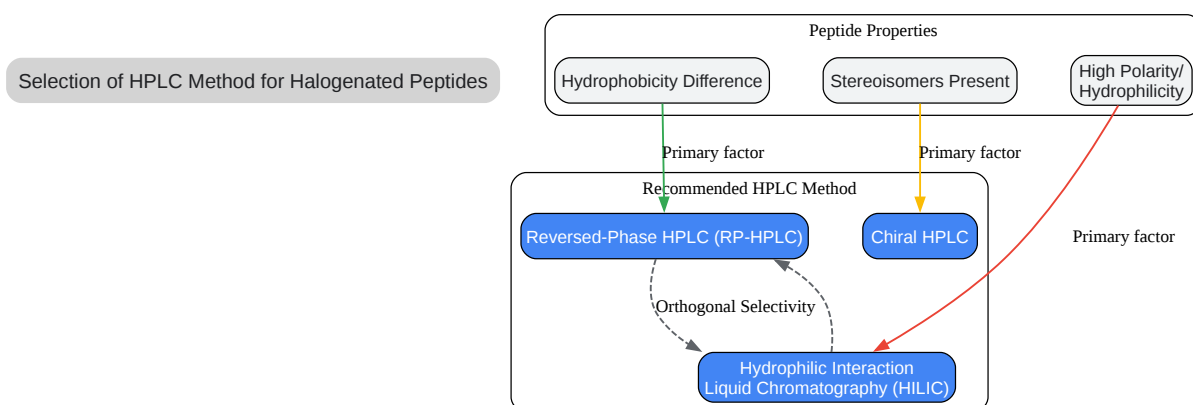 Selection of HPLC Method for Halogenated Peptides
Peptide Properties
Hydrophobicity Difference
Stereoisomers Present
High Polarity/
Hydrophilicity
Primary factor
Primary factor
Primary factor
Recommended HPLC Method
Reversed-Phase HPLC (RP-HPLC)
Chiral HPLC
Orthogonal Selectivity
Hydrophilic Interaction
Liquid Chromatography (HILIC)